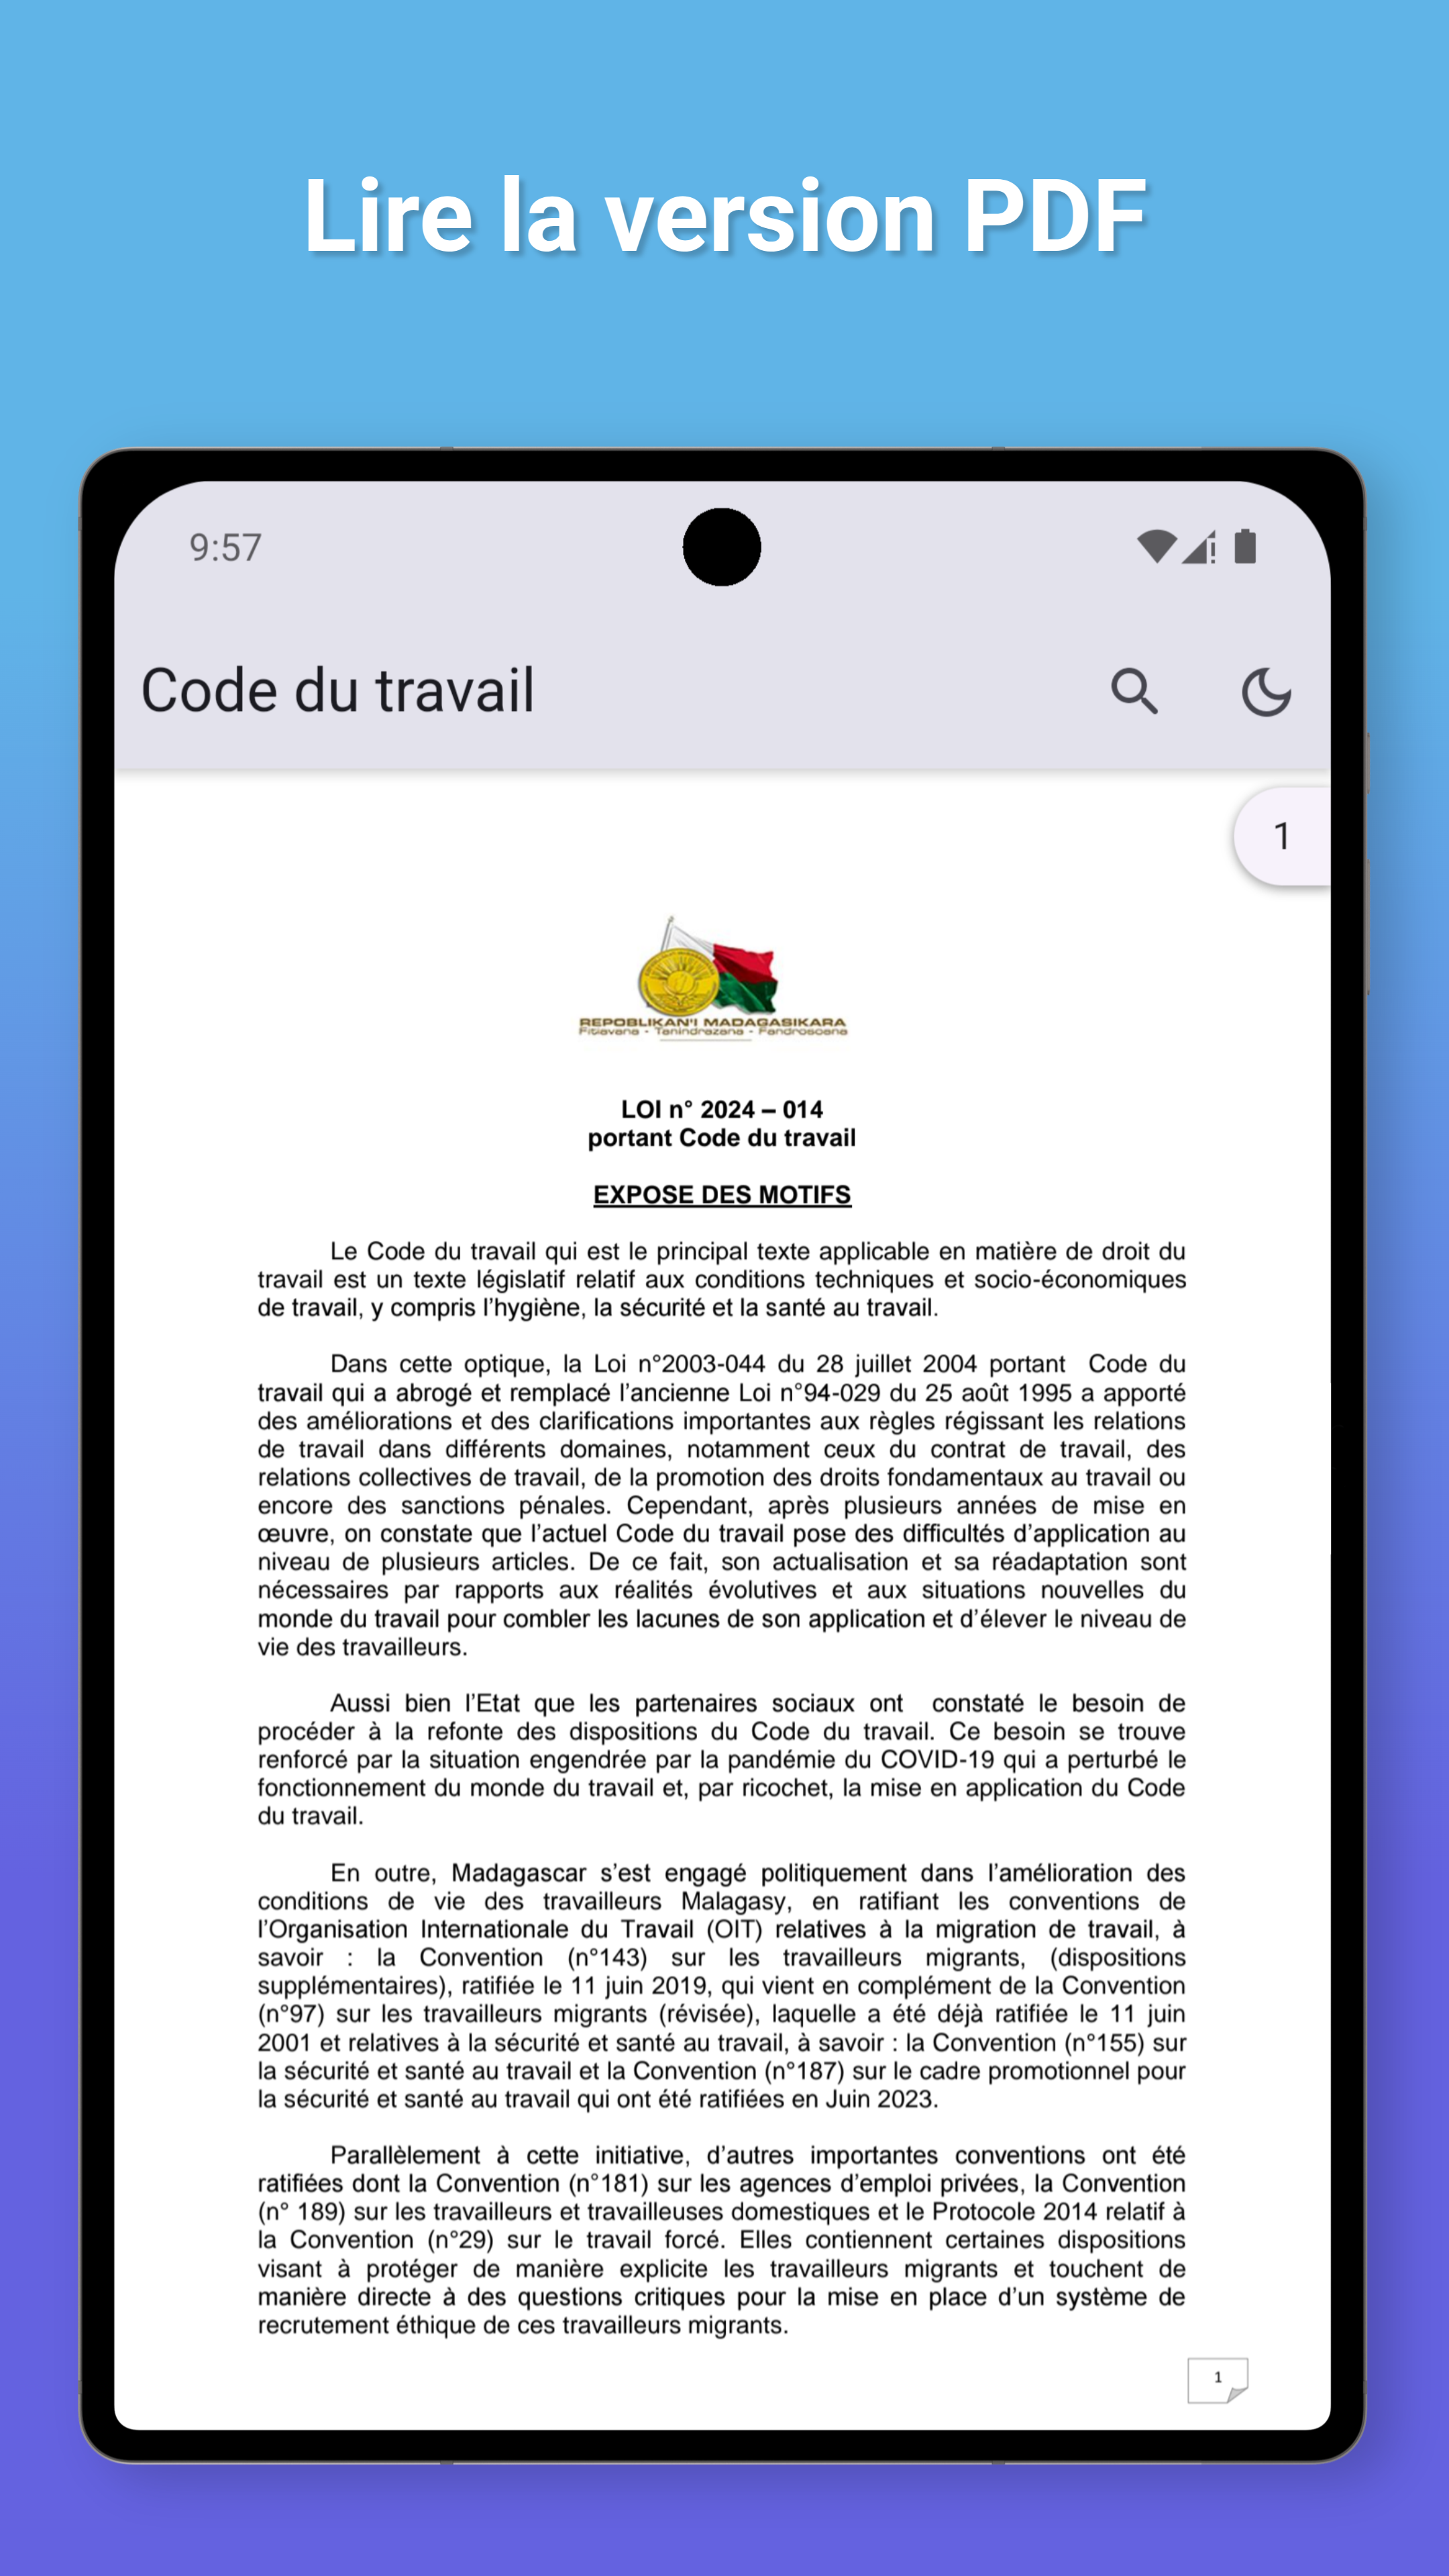 Lire la version PDF
9:57
Code du travail
1
REPOBLIKAN'I MADAGASIKARA
Fitiavana - Tanindrazana - Fandrosoana
LOI n° 2024 – 014
portant Code du travail
EXPOSE DES MOTIFS
Le Code du travail qui est le principal texte applicable en matière de droit du
travail est un texte législatif relatif aux conditions techniques et socio-économiques
de travail, y compris l’hygiène, la sécurité et la santé au travail.
Dans cette optique, la Loi n°2003-044 du 28 juillet 2004 portant Code du
travail qui a abrogé et remplacé l’ancienne Loi n°94-029 du 25 août 1995 a apporté
des améliorations et des clarifications importantes aux règles régissant les relations
de travail dans différents domaines, notamment ceux du contrat de travail, des
relations collectives de travail, de la promotion des droits fondamentaux au travail ou
encore des sanctions pénales. Cependant, après plusieurs années de mise en
œuvre, on constate que l’actuel Code du travail pose des difficultés d’application au
niveau de plusieurs articles. De ce fait, son actualisation et sa réadaptation sont
nécessaires par rapports aux réalités évolutives et aux situations nouvelles du
monde du travail pour combler les lacunes de son application et d’élever le niveau de
vie des travailleurs.
Aussi bien l’Etat que les partenaires sociaux ont constaté le besoin de
procéder à la refonte des dispositions du Code du travail. Ce besoin se trouve
renforcé par la situation engendrée par la pandémie du COVID-19 qui a perturbé le
fonctionnement du monde du travail et, par ricochet, la mise en application du Code
du travail.
En outre, Madagascar s’est engagé politiquement dans l’amélioration des
conditions de vie des travailleurs Malagasy, en ratifiant les conventions de
l’Organisation Internationale du Travail (OIT) relatives à la migration de travail, à
savoir : la Convention (n°143) sur les travailleurs migrants, (dispositions
supplémentaires), ratifiée le 11 juin 2019, qui vient en complément de la Convention
(n°97) sur les travailleurs migrants (révisée), laquelle a été déjà ratifiée le 11 juin
2001 et relatives à la sécurité et santé au travail, à savoir : la Convention (n°155) sur
la sécurité et santé au travail et la Convention (n°187) sur le cadre promotionnel pour
la sécurité et santé au travail qui ont été ratifiées en Juin 2023.
Parallèlement à cette initiative, d’autres importantes conventions ont été
ratifiées dont la Convention (n°181) sur les agences d’emploi privées, la Convention
(n° 189) sur les travailleurs et travailleuses domestiques et le Protocole 2014 relatif à
la Convention (n°29) sur le travail forcé. Elles contiennent certaines dispositions
visant à protéger de manière explicite les travailleurs migrants et touchent de
manière directe à des questions critiques pour la mise en place d’un système de
recrutement éthique de ces travailleurs migrants.
1